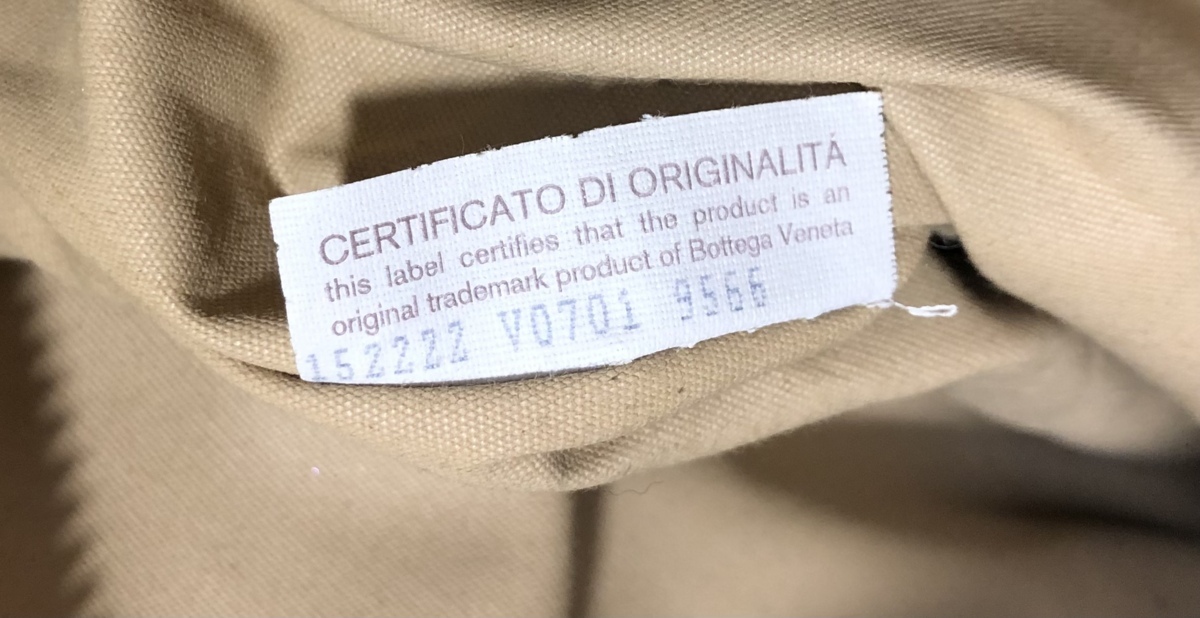 CERTIFICATO DI ORIGINALITÁ
this label certifies that the product is an
original trademark product of Bottega Veneta
152222 V0701 9566